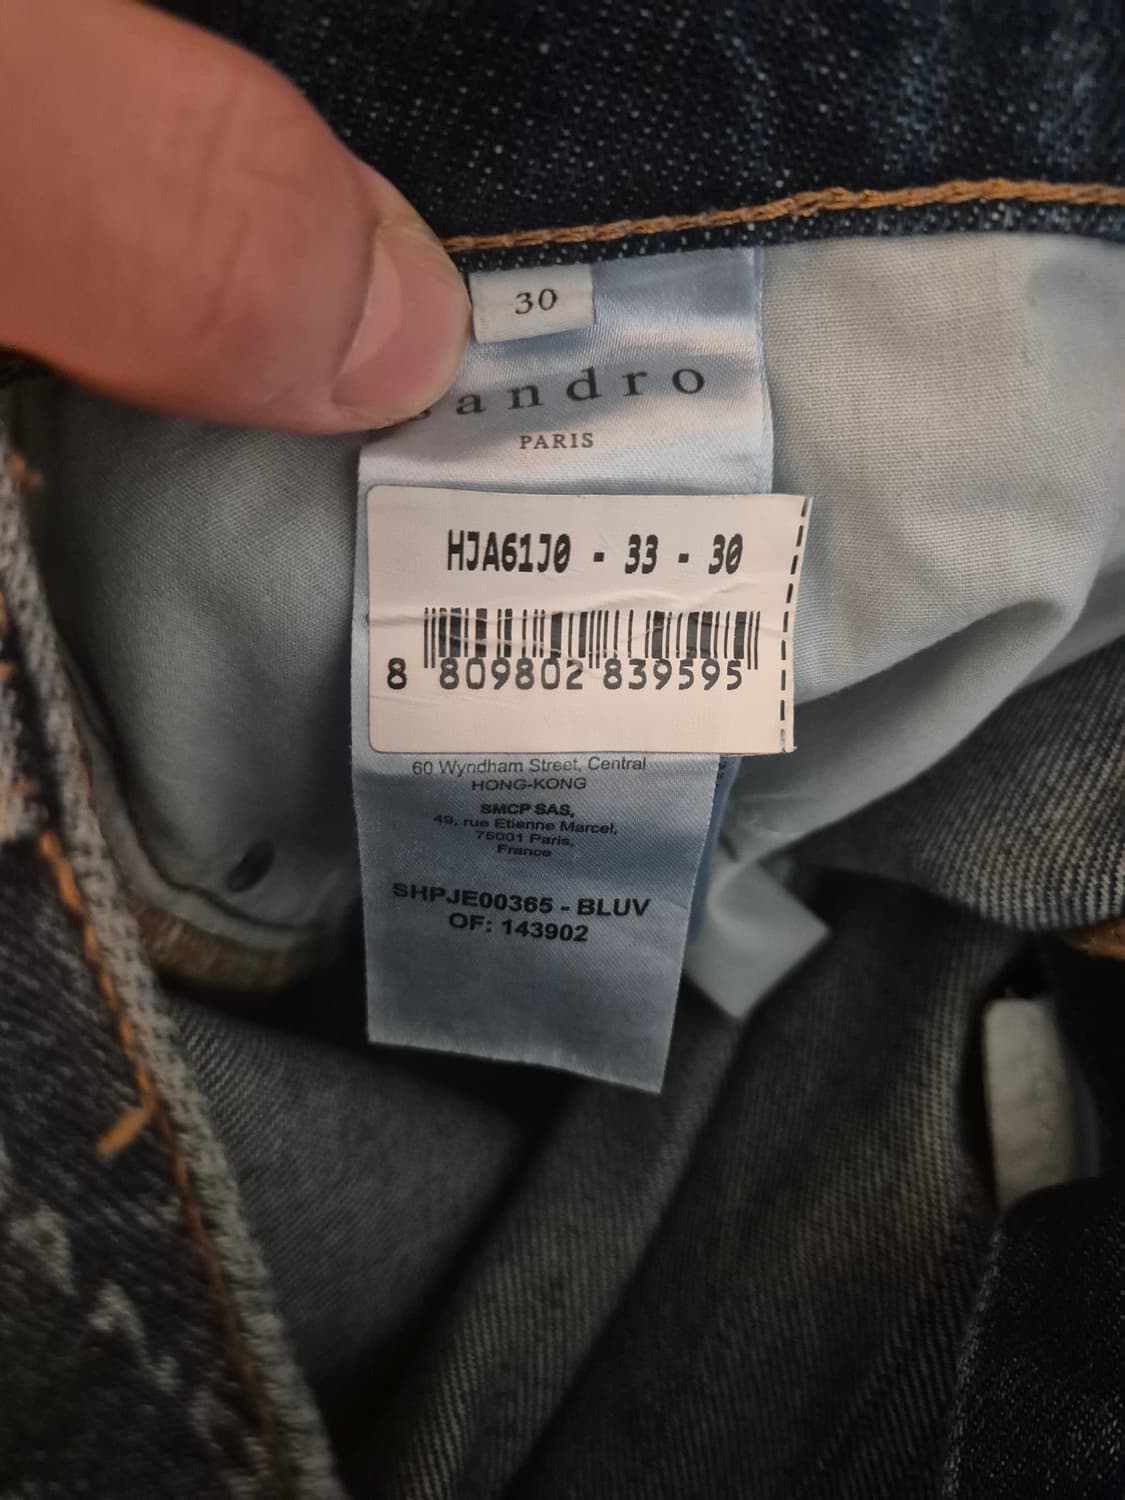 30
sandro
PARIS
HJA61J0 - 33 - 30
8 809802 839595
60 Wyndham Street, Central
HONG-KONG
SMCP SAS,
49, rue Etienne Marcel,
75001 Paris,
France
SHPJE00365 - BLUV
OF: 143902